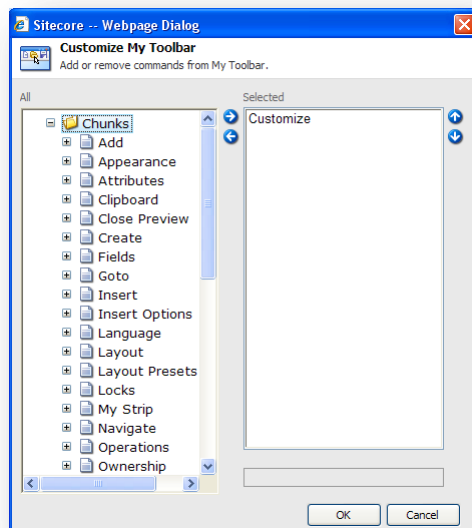 Sitecore -- Webpage Dialog
Customize My Toolbar
Add or remove commands from My Toolbar.
All
Selected
Chunks
Add
Appearance
Attributes
Clipboard
Close Preview
Create
Fields
Goto
Insert
Insert Options
Language
Layout
Layout Presets
Locks
My Strip
Navigate
Operations
Ownership
Customize
OK
Cancel